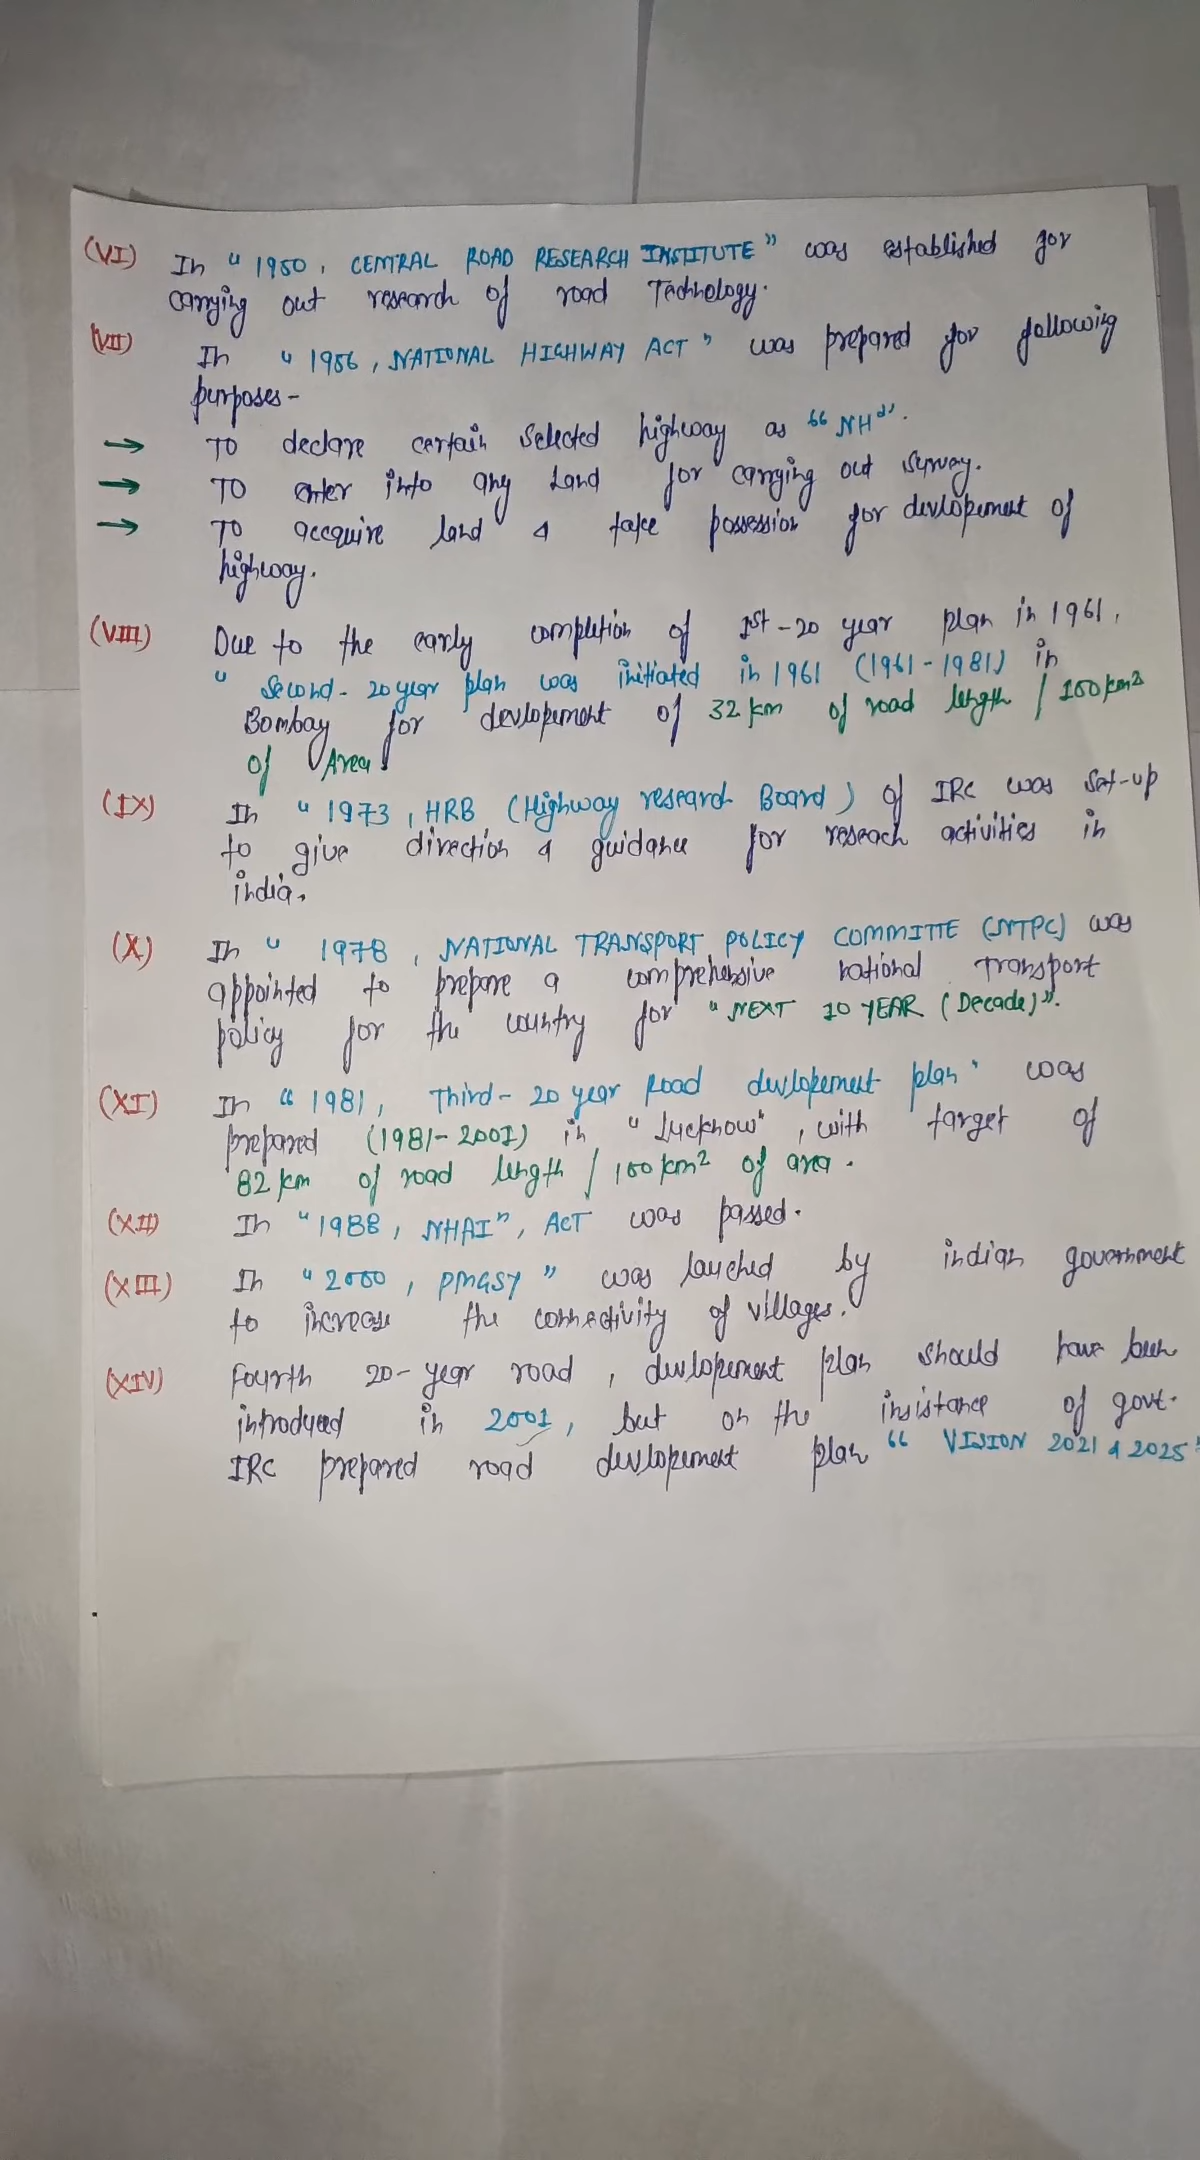 (VI) In " 1950, CENTRAL ROAD RESEARCH INSTITUTE" was established for
carrying out research of road Technology.
(VII) In " 1956, NATIONAL HIGHWAY ACT" was prepared for following
purposes-
→ To declare certain selected highway as "NH".
→ To enter into any land for carrying out survay.
→ To accquire land & take possession for devlopement of
highway.
(VIII) Due to the early completion of 1st-20 year plan in 1961,
" Second-20 year plan was initiated in 1961 (1961-1981) in
Bombay for devlopement of 32 km of road length / 100 km²
of Area.
(IX) In " 1973, HRB (Highway research Board) of IRC was set-up
to give direction & guidance for reseach activities in
india.
(X) In " 1978, NATIONAL TRANSPORT POLICY COMMITTE (NTPC) was
appointed to prepare a comprehensive national transport
policy for the country for "NEXT 10 YEAR (Decade)".
(XI) In " 1981, Third-20 year Road devlopement plan" was
prepared (1981-2001) in "Lucknow", with target of
82 km of road length / 100 km² of area.
(XII) In "1988, NHAI", ACT was passed.
(XIII) In "2000, PMGSY" was lauched by indian government
to increase the connectivity of villages.
(XIV) Fourth 20-year road, devlopement plan should have been
introduced in 2001, but on the insistance of govt.
IRC prepared road devlopement plan "VISION 2021 & 2025"